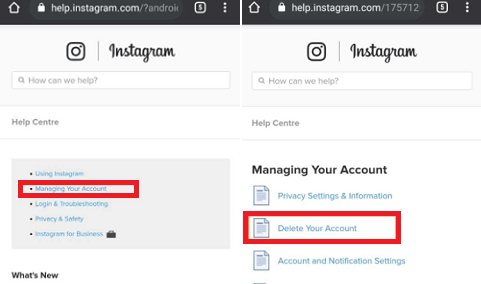 help.instagram.com/?androi
5
Instagram
How can we help?
Help Centre
Using Instagram
Managing Your Account
Login & Troubleshooting
Privacy & Safety
Instagram for Business
What's New
help.instagram.com/175712
5
Instagram
How can we help?
Help Centre
Managing Your Account
Privacy Settings & Information
Delete Your Account
Account and Notification Settings